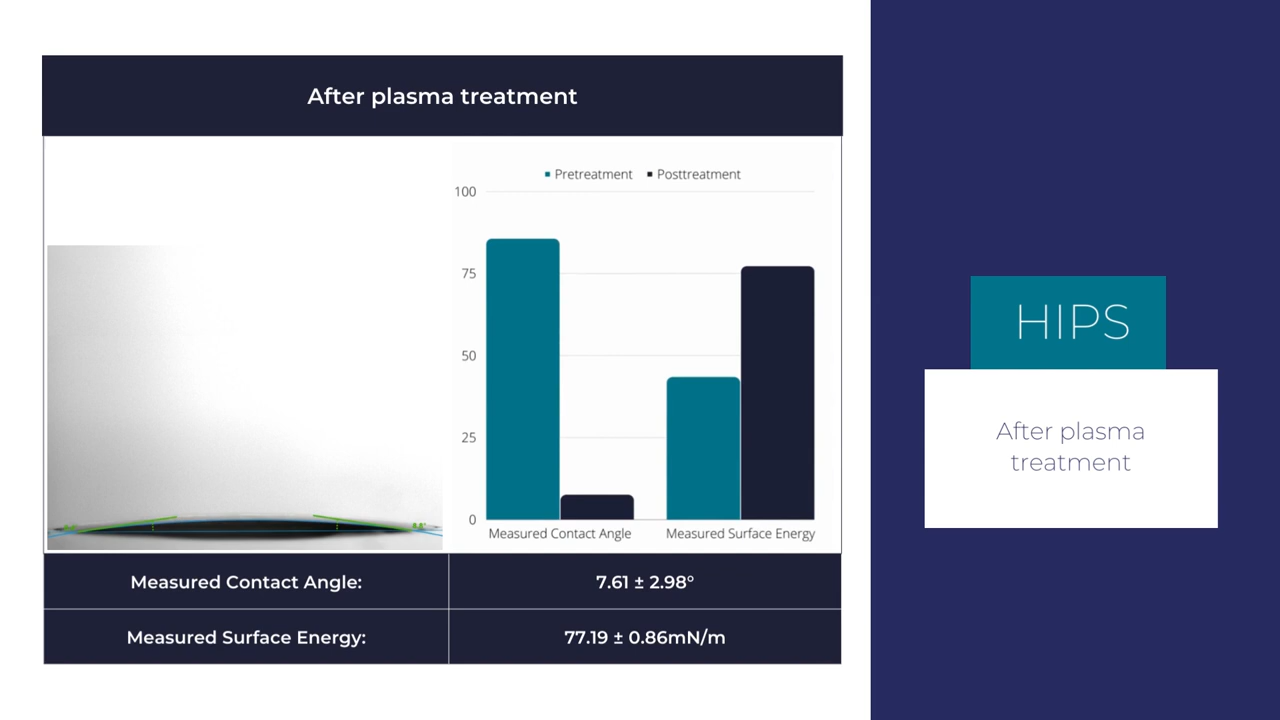 After plasma treatment
Pretreatment Posttreatment
100
75
50
25
0
Measured Contact Angle Measured Surface Energy
Measured Contact Angle: 7.61 ± 2.98°
Measured Surface Energy: 77.19 ± 0.86mN/m
HIPS
After plasma
treatment